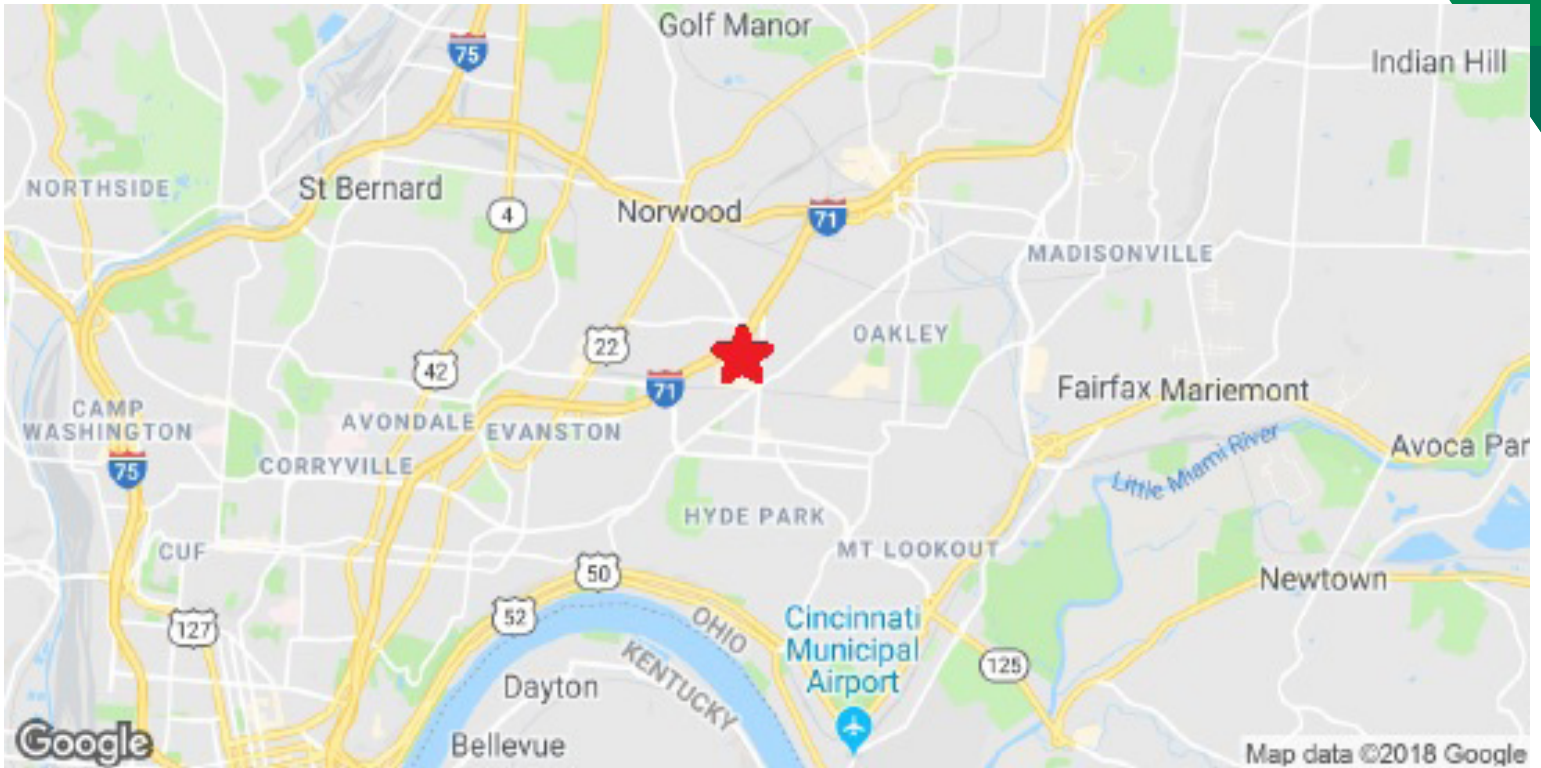 Golf Manor
75
Indian Hill
NORTHSIDE
St Bernard
4
Norwood
71
MADISONVILLE
22
OAKLEY
42
71
Fairfax
Mariemont
CAMP
WASHINGTON
AVONDALE
EVANSTON
Avoca Par
75
CORRYVILLE
Little Miami River
HYDE PARK
CUF
MT LOOKOUT
50
Newtown
52
127
OHIO
Cincinnati
Municipal
Airport
KENTUCKY
125
Dayton
Bellevue
Google
Map data ©2018 Google